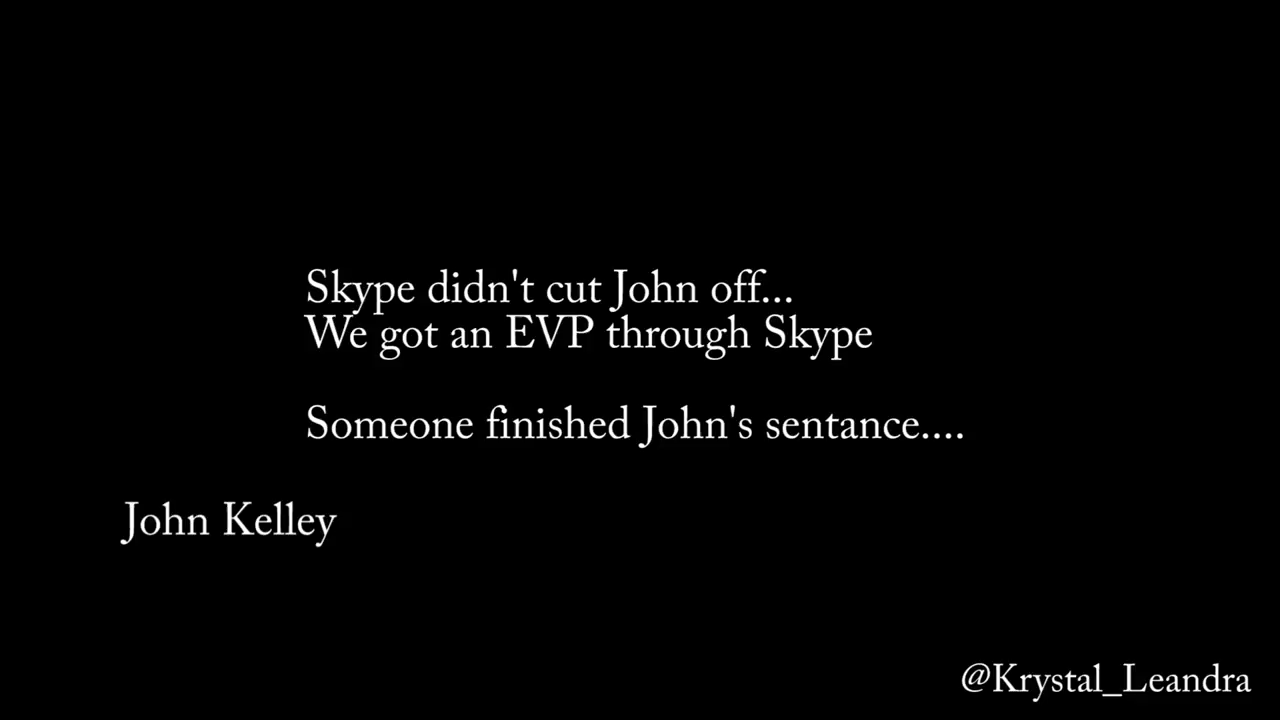 Skype didn't cut John off...
We got an EVP through Skype
Someone finished John's sentance....
John Kelley
@Krystal_Leandra